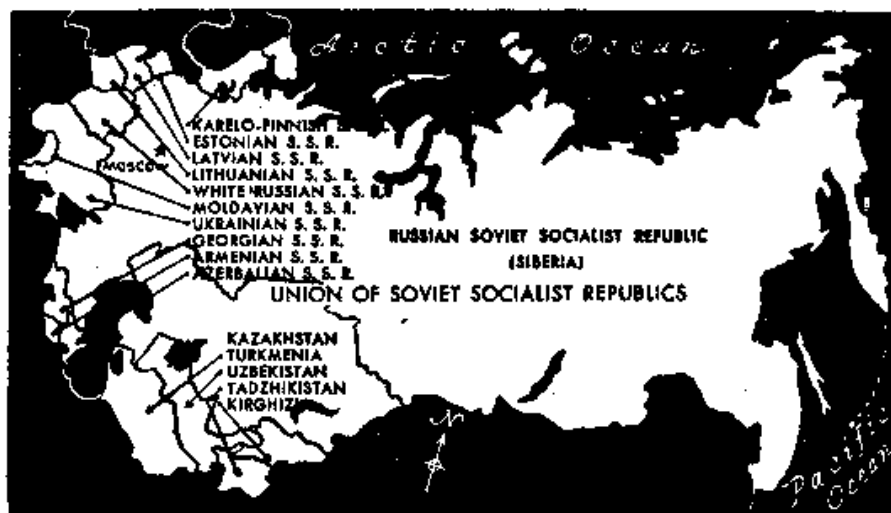 Arctic Ocean
KARELO-FINNISH S. S. R.
ESTONIAN S. S. R.
LATVIAN S. S. R.
MOSCOW
LITHUANIAN S. S. R.
WHITE RUSSIAN S. S. R.
MOLDAVIAN S. S. R.
UKRAINIAN S. S. R.
GEORGIAN S. S. R.
ARMENIAN S. S. R.
AZERBAIJAN S. S. R.
RUSSIAN SOVIET SOCIALIST REPUBLIC
(SIBERIA)
UNION OF SOVIET SOCIALIST REPUBLICS
KAZAKHSTAN
TURKMENIA
UZBEKISTAN
TADZHIKISTAN
KIRGHIZIA
N
Pacific
Ocean